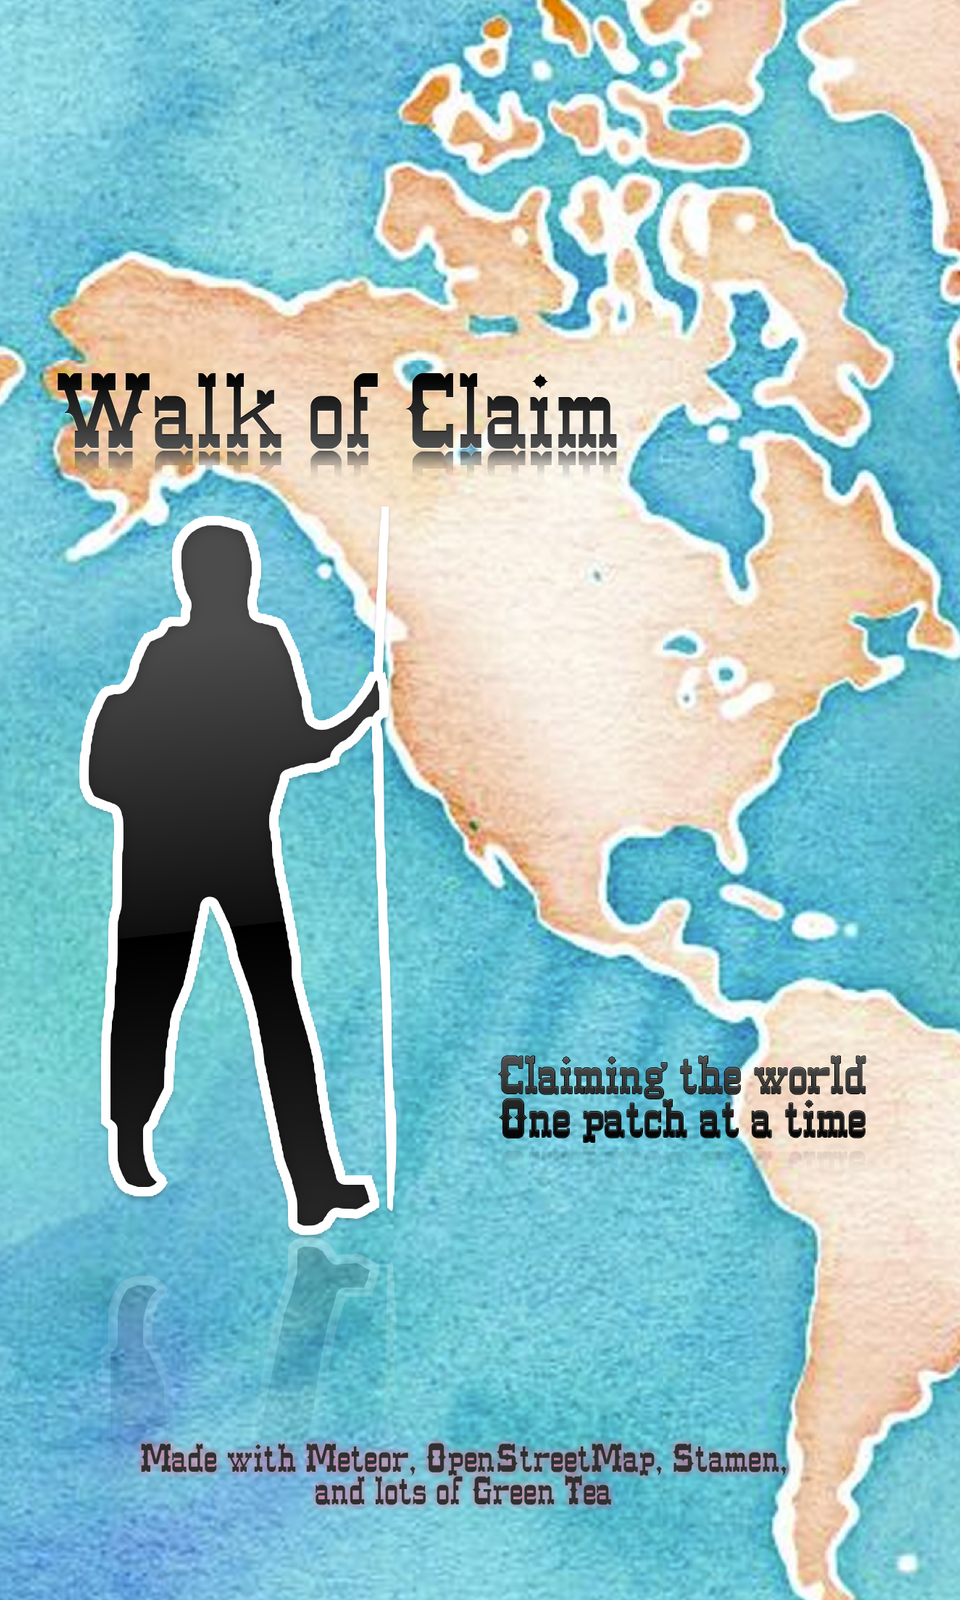 Walk of Claim
Claiming the world
One patch at a time
Made with Meteor, OpenStreetMap, Stamen,
and lots of Green Tea